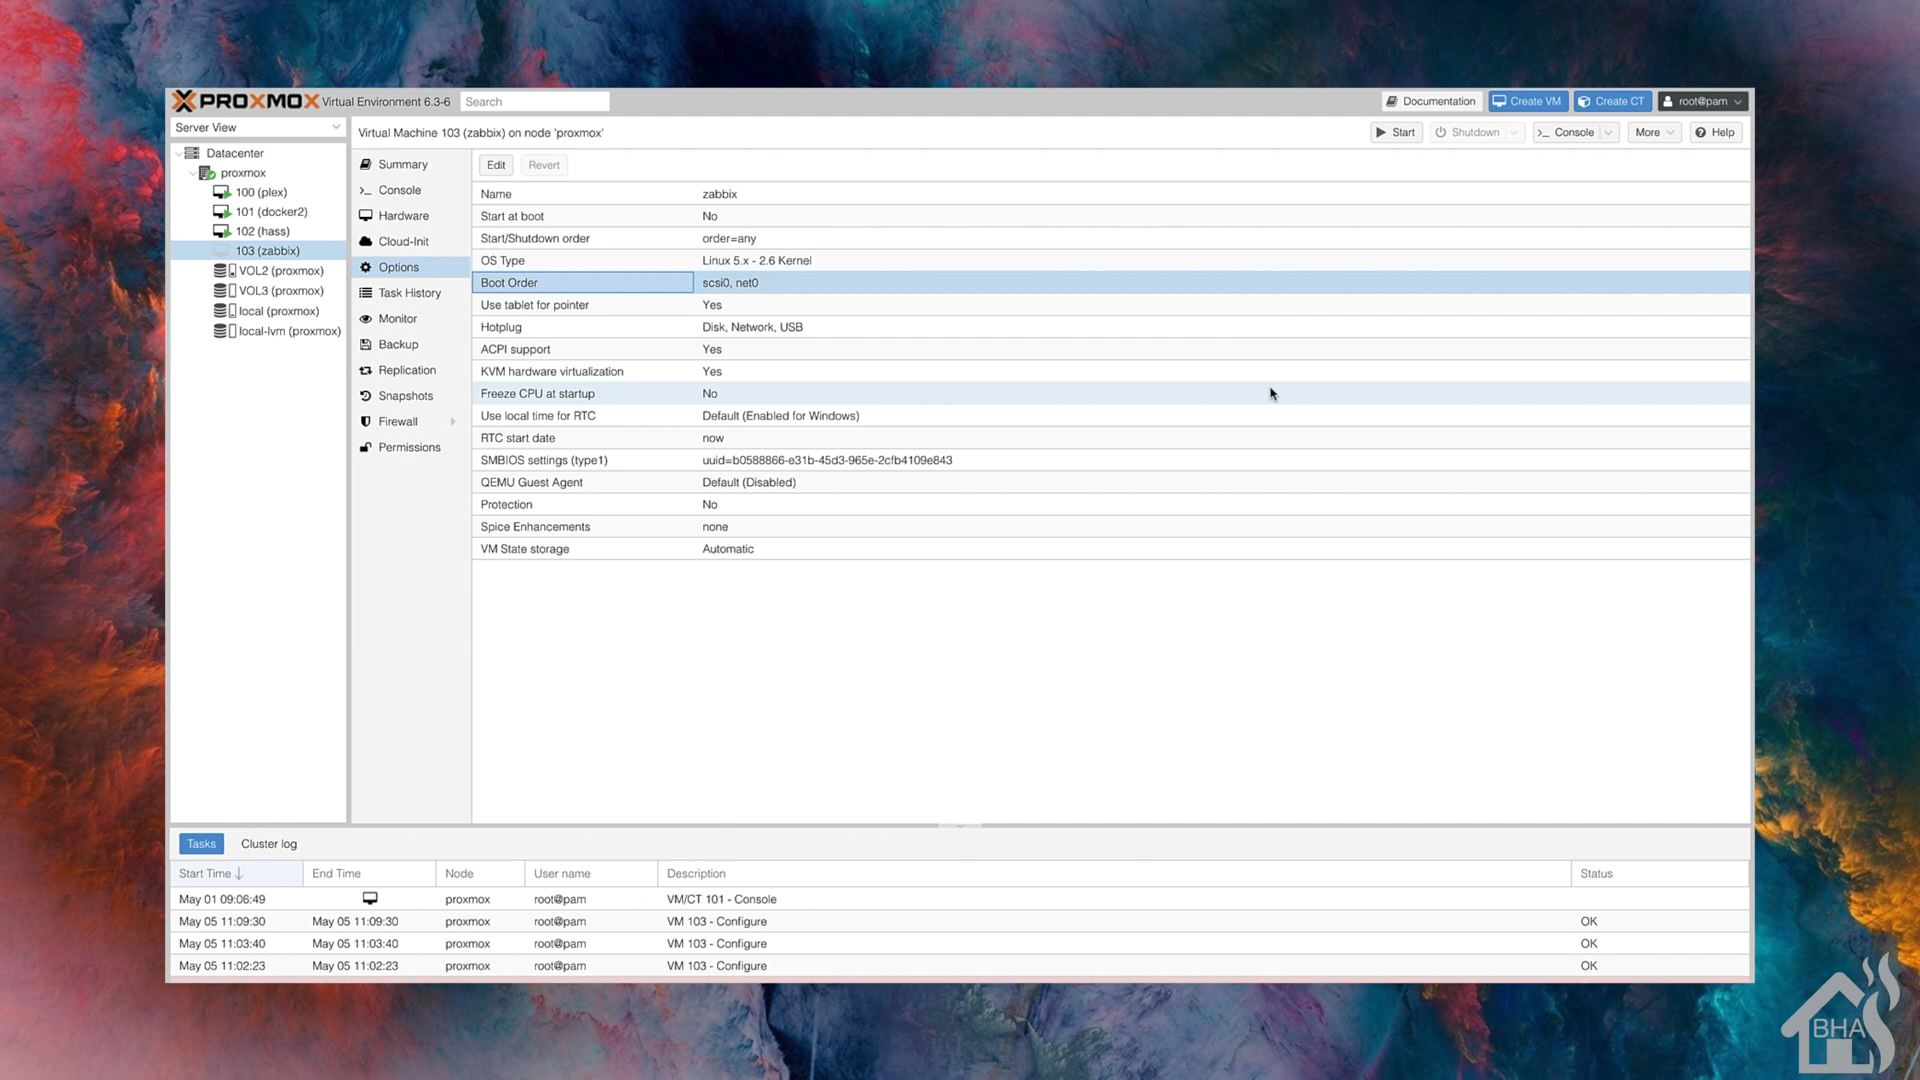 PROXMOX Virtual Environment 6.3-6 Search Documentation Create VM Create CT root@pam
Server View
Virtual Machine 103 (zabbix) on node 'proxmox' Start Shutdown Console More Help
Datacenter
proxmox
100 (plex)
101 (docker2)
102 (hass)
103 (zabbix)
VOL2 (proxmox)
VOL3 (proxmox)
local (proxmox)
local-lvm (proxmox)
Summary
Console
Hardware
Cloud-Init
Options
Task History
Monitor
Backup
Replication
Snapshots
Firewall
Permissions
Edit Revert
Name zabbix
Start at boot No
Start/Shutdown order order=any
OS Type Linux 5.x - 2.6 Kernel
Boot Order scsi0, net0
Use tablet for pointer Yes
Hotplug Disk, Network, USB
ACPI support Yes
KVM hardware virtualization Yes
Freeze CPU at startup No
Use local time for RTC Default (Enabled for Windows)
RTC start date now
SMBIOS settings (type1) uuid=b0588866-e31b-45d3-965e-2cfb4109e843
QEMU Guest Agent Default (Disabled)
Protection No
Spice Enhancements none
VM State storage Automatic
Tasks Cluster log
Start Time End Time Node User name Description Status
May 01 09:06:49 proxmox root@pam VM/CT 101 - Console
May 05 11:09:30 May 05 11:09:30 proxmox root@pam VM 103 - Configure OK
May 05 11:03:40 May 05 11:03:40 proxmox root@pam VM 103 - Configure OK
May 05 11:02:23 May 05 11:02:23 proxmox root@pam VM 103 - Configure OK
BHA